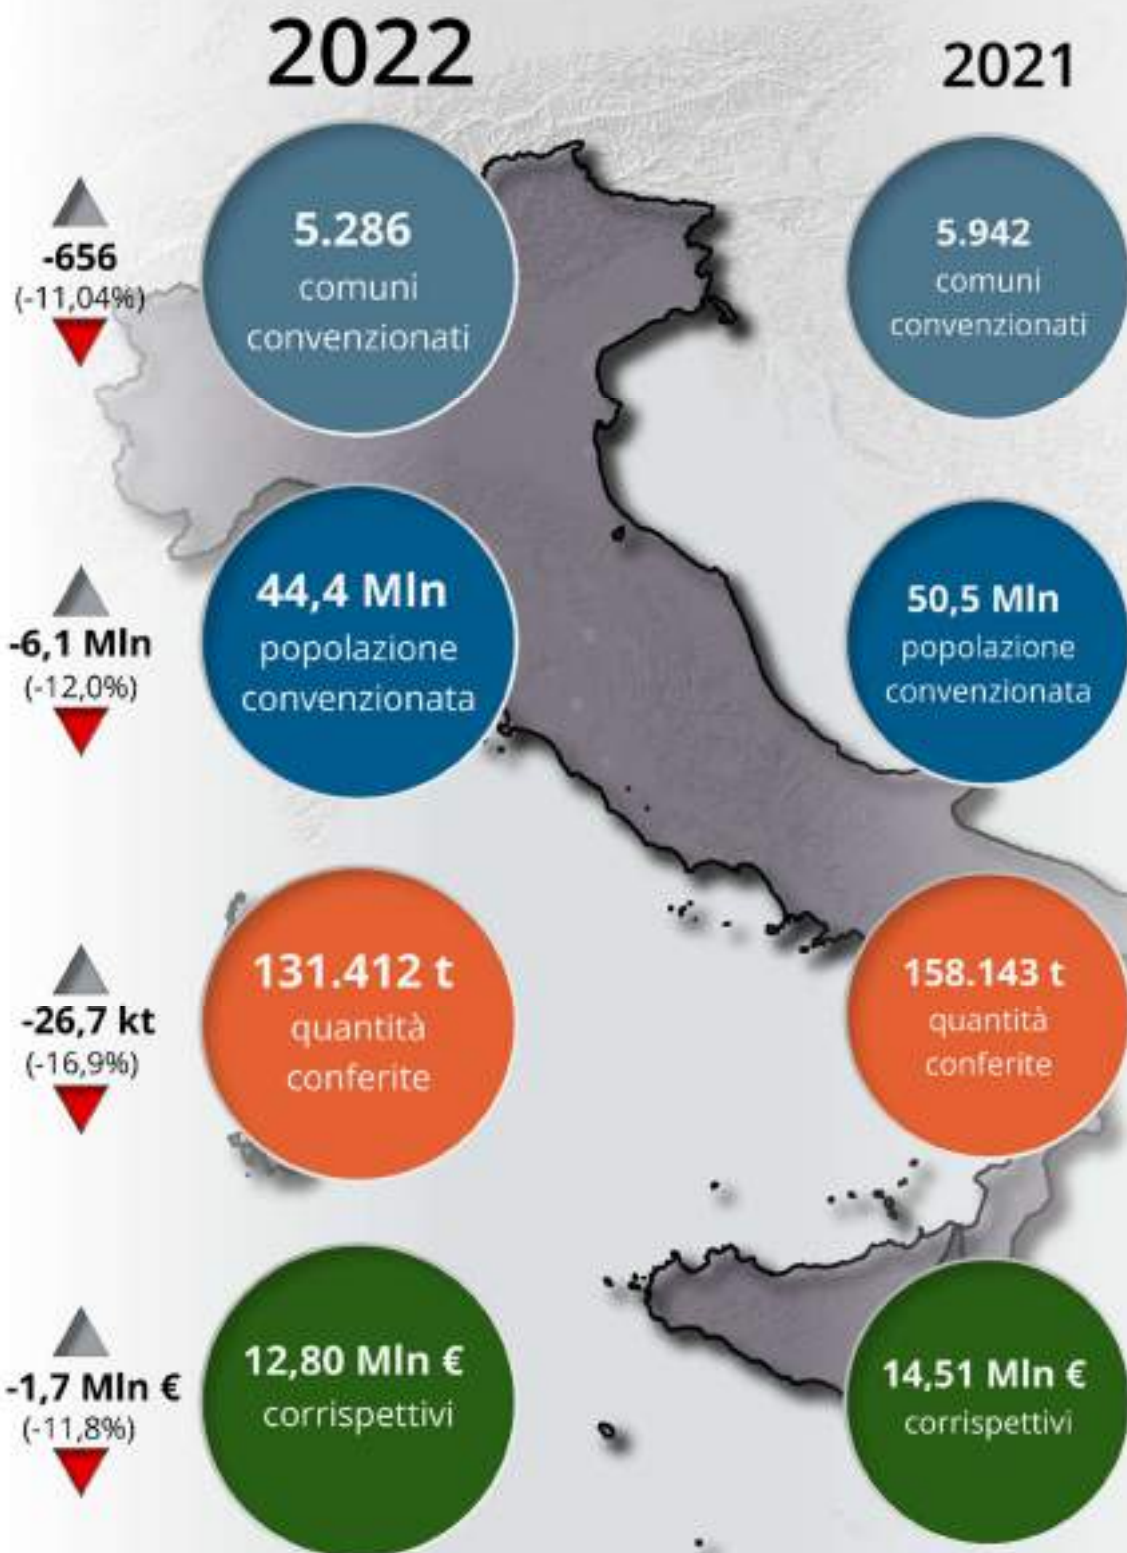 2022
2021
-656
(-11,04%)
5.286
comuni
convenzionati
5.942
comuni
convenzionati
-6,1 Mln
(-12,0%)
44,4 Mln
popolazione
convenzionata
50,5 Mln
popolazione
convenzionata
-26,7 kt
(-16,9%)
131.412 t
quantità
conferite
158.143 t
quantità
conferite
-1,7 Mln €
(-11,8%)
12,80 Mln €
corrispettivi
14,51 Mln €
corrispettivi